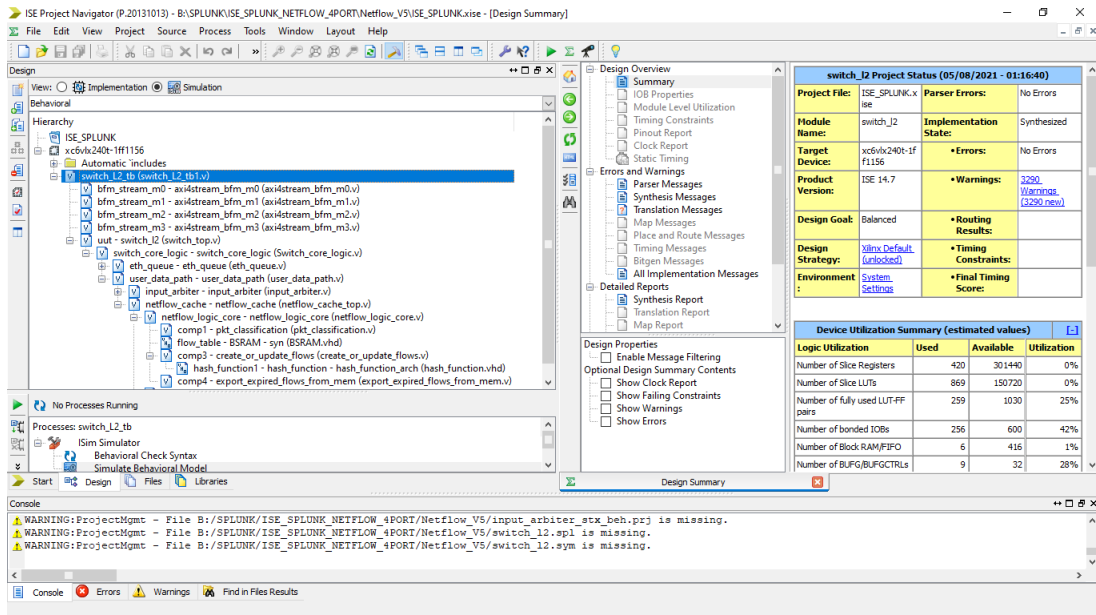 ISE Project Navigator (P.20131013) - B:\SPLUNK\ISE_SPLUNK_NETFLOW_4PORT\Netflow_V5\ISE_SPLUNK.xise - [Design Summary]
File Edit View Project Source Process Tools Window Layout Help
Design
View: Implementation Simulation
Behavioral
Hierarchy
ISE_SPLUNK
xc6vlx240t-1ff1156
Automatic `includes
switch_L2_tb (switch_L2_tb1.v)
bfm_stream_m0 - axi4stream_bfm_m0 (axi4stream_bfm_m0.v)
bfm_stream_m1 - axi4stream_bfm_m1 (axi4stream_bfm_m1.v)
bfm_stream_m2 - axi4stream_bfm_m2 (axi4stream_bfm_m2.v)
bfm_stream_m3 - axi4stream_bfm_m3 (axi4stream_bfm_m3.v)
uut - switch_l2 (switch_top.v)
switch_core_logic - switch_core_logic (Switch_core_logic.v)
eth_queue - eth_queue (eth_queue.v)
user_data_path - user_data_path (user_data_path.v)
input_arbiter - input_arbiter (input_arbiter.v)
netflow_cache - netflow_cache (netflow_cache_top.v)
netflow_logic_core - netflow_logic_core (netflow_logic_core.v)
comp1 - pkt_classification (pkt_classification.v)
flow_table - BSRAM - syn (BSRAM.vhd)
comp3 - create_or_update_flows (create_or_update_flows.v)
hash_function1 - hash_function - hash_function_arch (hash_function.vhd)
comp4 - export_expired_flows_from_mem (export_expired_flows_from_mem.v)
No Processes Running
Processes: switch_L2_tb
ISim Simulator
Behavioral Check Syntax
Simulate Behavioral Model
Start Design Files Libraries
Design Overview
Summary
IOB Properties
Module Level Utilization
Timing Constraints
Pinout Report
Clock Report
Static Timing
Errors and Warnings
Parser Messages
Synthesis Messages
Translation Messages
Map Messages
Place and Route Messages
Timing Messages
Bitgen Messages
All Implementation Messages
Detailed Reports
Synthesis Report
Translation Report
Map Report
Design Properties
Enable Message Filtering
Optional Design Summary Contents
Show Clock Report
Show Failing Constraints
Show Warnings
Show Errors
Design Summary
switch_l2 Project Status (05/08/2021 - 01:16:40)
Project File: ISE_SPLUNK.x Parser Errors: No Errors
ise
Module switch_l2 Implementation Synthesized
Name: State:
Target xc6vlx240t-1f •Errors: No Errors
Device: f1156
Product ISE 14.7 •Warnings: 3290
Version: Warnings
(3290 new)
Design Goal: Balanced •Routing
Results:
Design Xilinx Default •Timing
Strategy: (unlocked) Constraints:
Environment System •Final Timing
: Settings Score:
Device Utilization Summary (estimated values) [-]
Logic Utilization Used Available Utilization
Number of Slice Registers 420 301440 0%
Number of Slice LUTs 869 150720 0%
Number of fully used LUT-FF 259 1030 25%
pairs
Number of bonded IOBs 256 600 42%
Number of Block RAM/FIFO 6 416 1%
Number of BUFG/BUFGCTRLs 9 32 28%
Console
WARNING:ProjectMgmt - File B:/SPLUNK/ISE_SPLUNK_NETFLOW_4PORT/Netflow_V5/input_arbiter_stx_beh.prj is missing.
WARNING:ProjectMgmt - File B:/SPLUNK/ISE_SPLUNK_NETFLOW_4PORT/Netflow_V5/switch_l2.spl is missing.
WARNING:ProjectMgmt - File B:/SPLUNK/ISE_SPLUNK_NETFLOW_4PORT/Netflow_V5/switch_l2.sym is missing.
Console Errors Warnings Find in Files Results